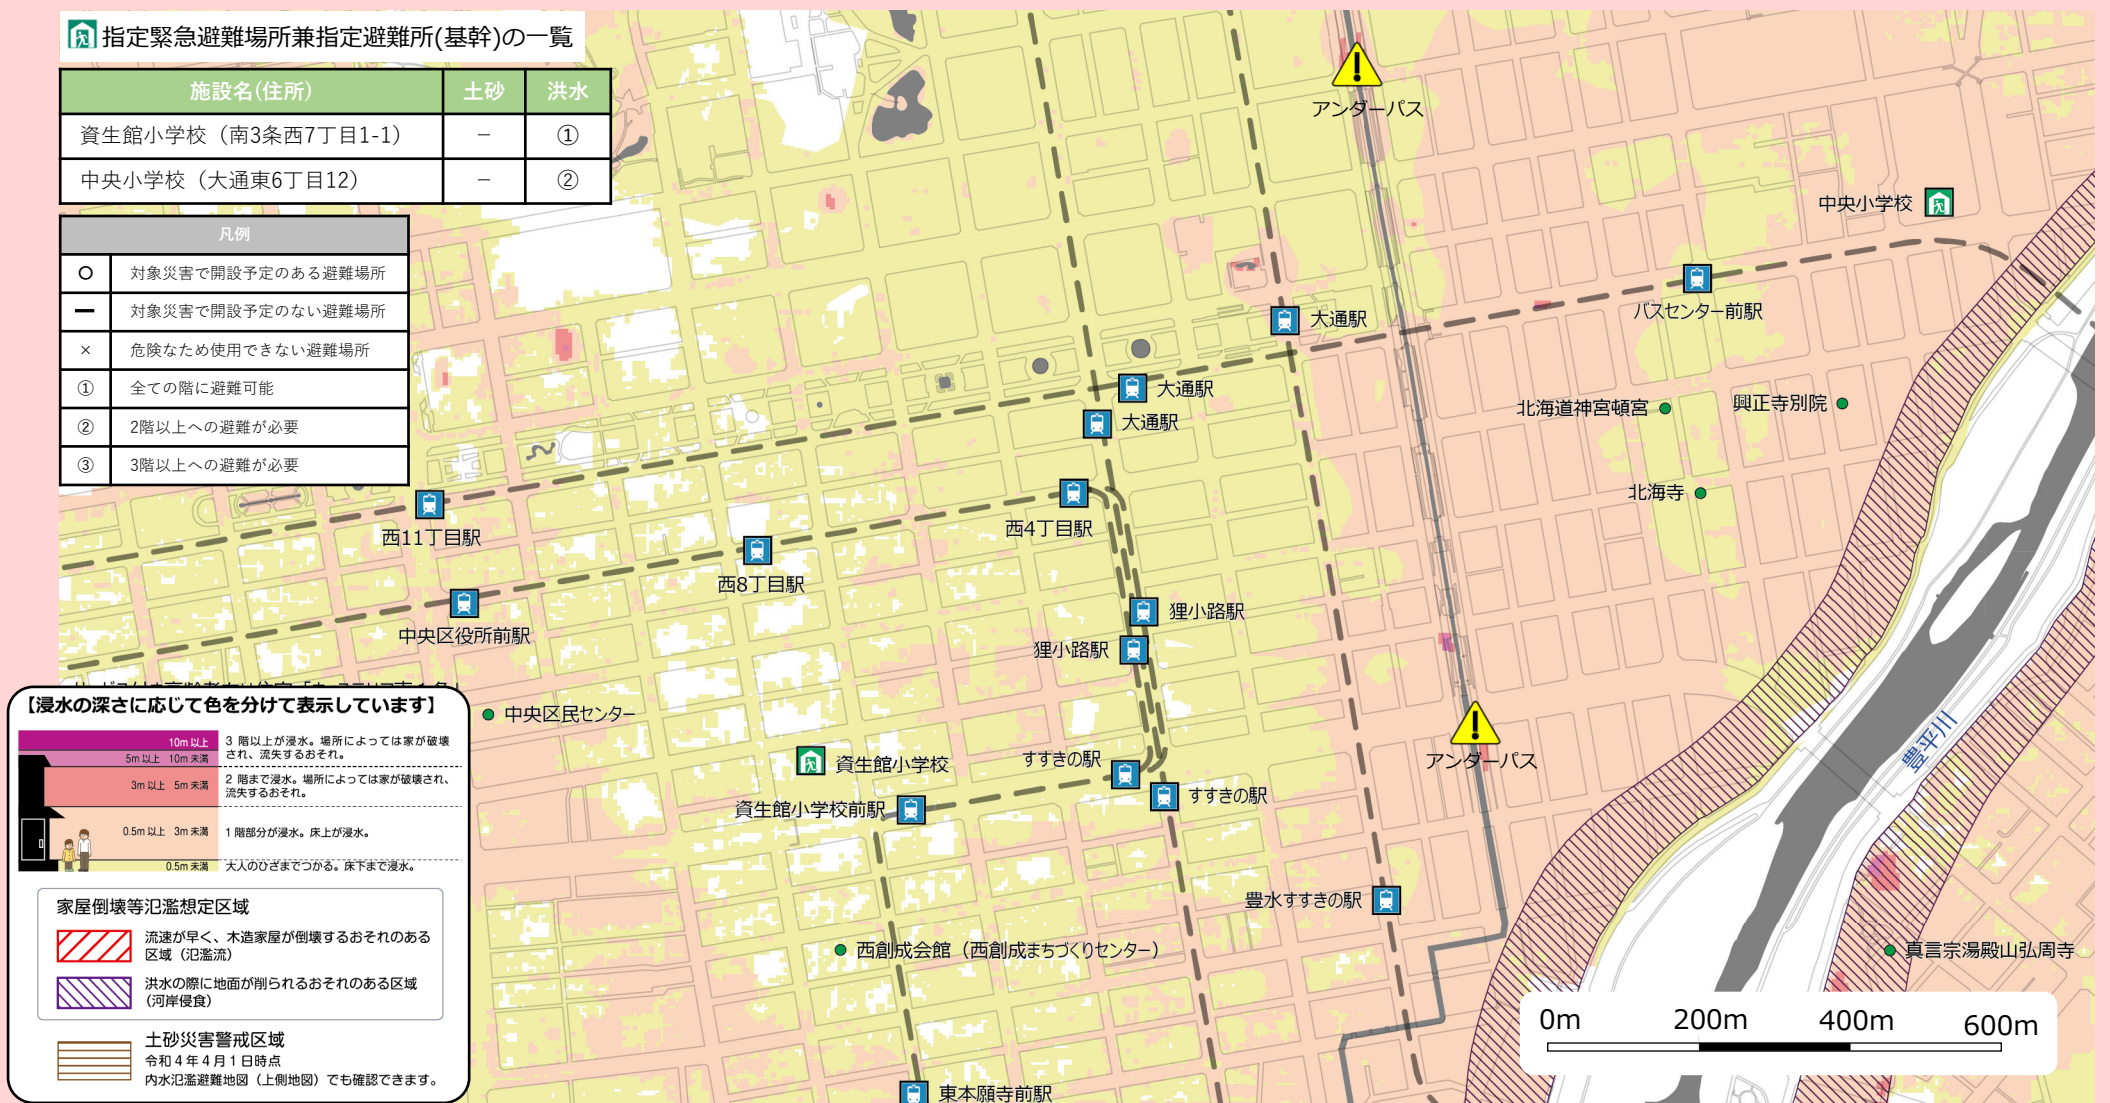 指定緊急避難場所兼指定避難所(基幹)の一覧
施設名(住所) 土砂 洪水
資生館小学校（南3条西7丁目1-1） － ①
中央小学校（大通東6丁目12） － ②
凡例
○ 対象災害で開設予定のある避難場所
ー 対象災害で開設予定のない避難場所
× 危険なため使用できない避難場所
① 全ての階に避難可能
② 2階以上への避難が必要
③ 3階以上への避難が必要
アンダーパス
中央小学校
バスセンター前駅
大通駅
大通駅
大通駅
北海道神宮頓宮
興正寺別院
北海寺
西4丁目駅
西11丁目駅
西8丁目駅
中央区役所前駅
狸小路駅
狸小路駅
中央区民センター
資生館小学校
すすきの駅
すすきの駅
資生館小学校前駅
アンダーパス
豊平川
豊水すすきの駅
西創成会館（西創成まちづくりセンター）
真言宗湯殿山弘周寺
東本願寺前駅
【浸水の深さに応じて色を分けて表示しています】
10m以上
5m以上 10m未満
3階以上が浸水。場所によっては家が破壊
され、流失するおそれ。
3m以上 5m未満
2階まで浸水。場所によっては家が破壊され、
流失するおそれ。
0.5m以上 3m未満
1階部分が浸水。床上が浸水。
0.5m未満
大人のひざまでつかる。床下まで浸水。
家屋倒壊等氾濫想定区域
流速が早く、木造家屋が倒壊するおそれのある
区域（氾濫流）
洪水の際に地面が削られるおそれのある区域
（河岸侵食）
土砂災害警戒区域
令和４年４月１日時点
内水氾濫避難地図（上側地図）でも確認できます。
0m 200m 400m 600m